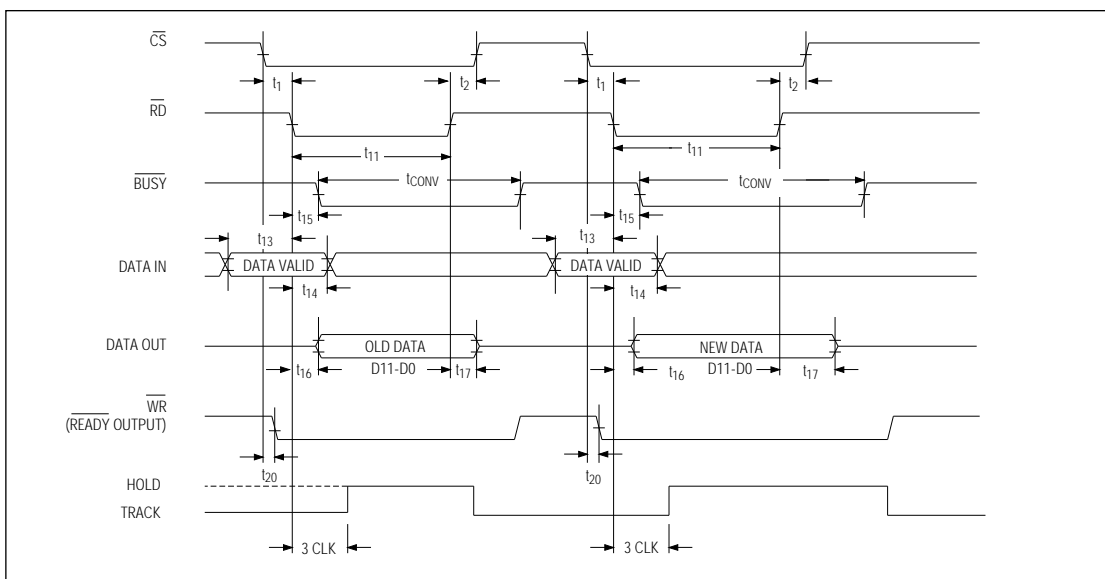 CS
t1 t2 t1 t2
RD
t11 t11
BUSY
tCONV tCONV
t15 t15
t13 t13
DATA IN
DATA VALID DATA VALID
t14 t14
DATA OUT
OLD DATA NEW DATA
t16 D11-D0 t17 t16 D11-D0 t17
WR
(READY OUTPUT)
t20 t20
HOLD
TRACK
3 CLK 3 CLK